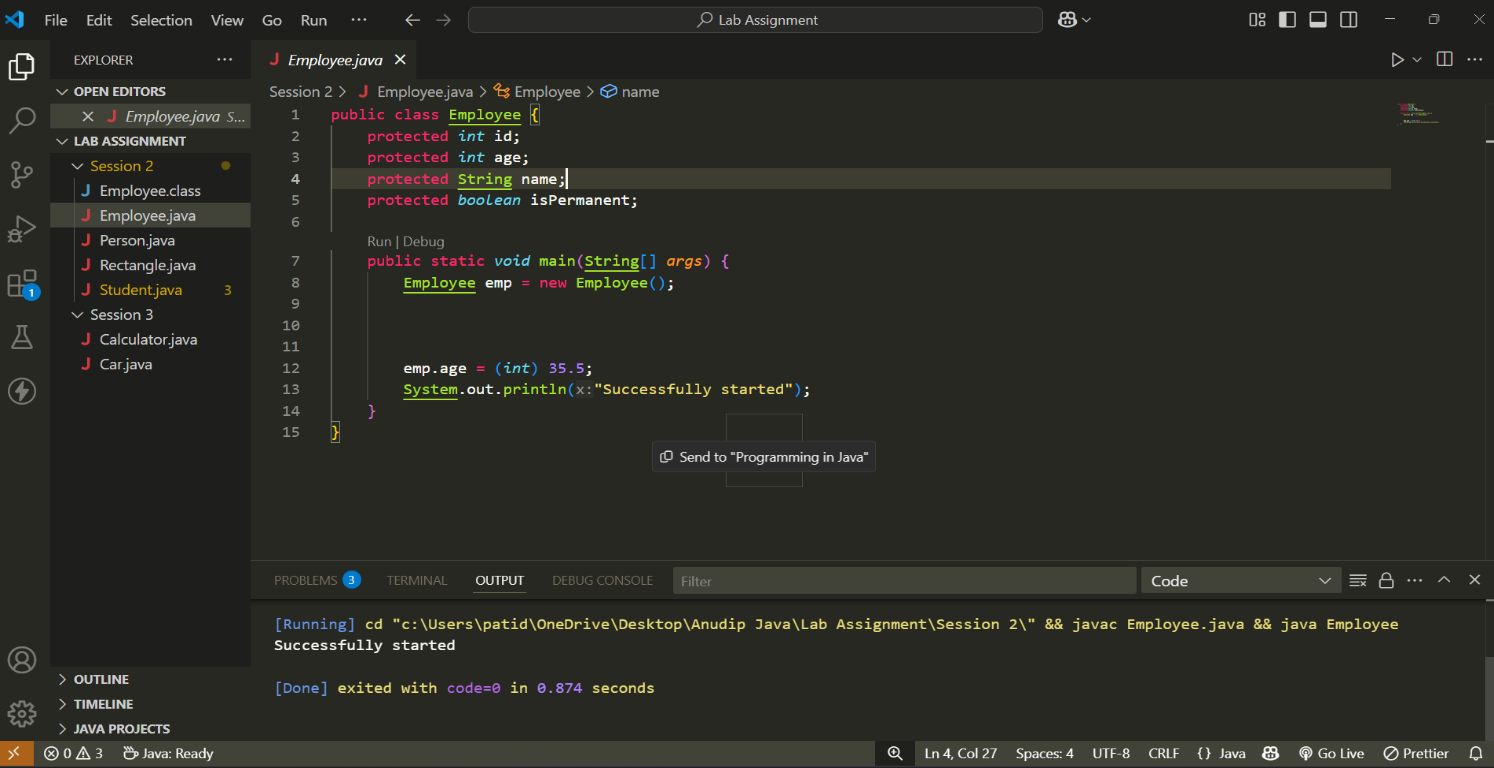 File Edit Selection View Go Run ··· Lab Assignment
EXPLORER ···
OPEN EDITORS
Employee.java S...
LAB ASSIGNMENT
Session 2
J Employee.class
J Employee.java
J Person.java
J Rectangle.java
J Student.java 3
Session 3
J Calculator.java
J Car.java
1
OUTLINE
TIMELINE
JAVA PROJECTS
J Employee.java
Session 2 > J Employee.java > Employee > name
1 public class Employee {
2 protected int id;
3 protected int age;
4 protected String name;
5 protected boolean isPermanent;
6
Run | Debug
7 public static void main(String[] args) {
8 Employee emp = new Employee();
9
10
11
12 emp.age = (int) 35.5;
13 System.out.println(x:"Successfully started");
14 }
15 }
Send to "Programming in Java"
PROBLEMS 3 TERMINAL OUTPUT DEBUG CONSOLE Filter Code
[Running] cd "c:\Users\patid\OneDrive\Desktop\Anudip Java\Lab Assignment\Session 2\" && javac Employee.java && java Employee
Successfully started
[Done] exited with code=0 in 0.874 seconds
0 3 Java: Ready Ln 4, Col 27 Spaces: 4 UTF-8 CRLF {} Java Go Live Prettier